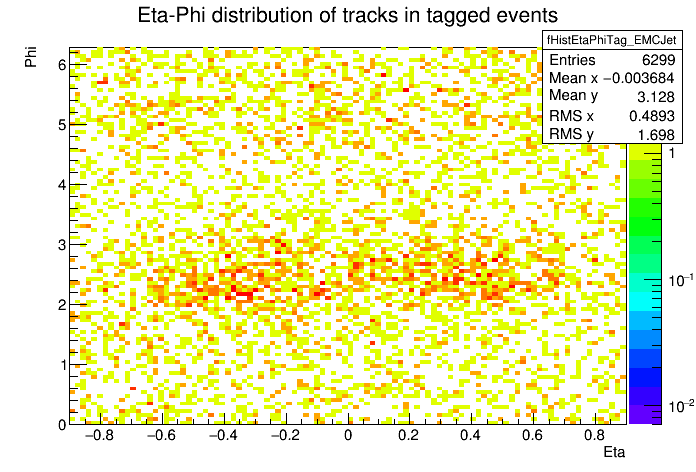 Eta-Phi distribution of tracks in tagged events
fHistEtaPhiTag_EMCJet
Entries 6299
Mean x −0.003684
Mean y 3.128
RMS x 0.4893
RMS y 1.698
Phi
6
5
4
3
2
1
0
1
10−1
10−2
−0.8 −0.6 −0.4 −0.2 0 0.2 0.4 0.6 0.8
Eta